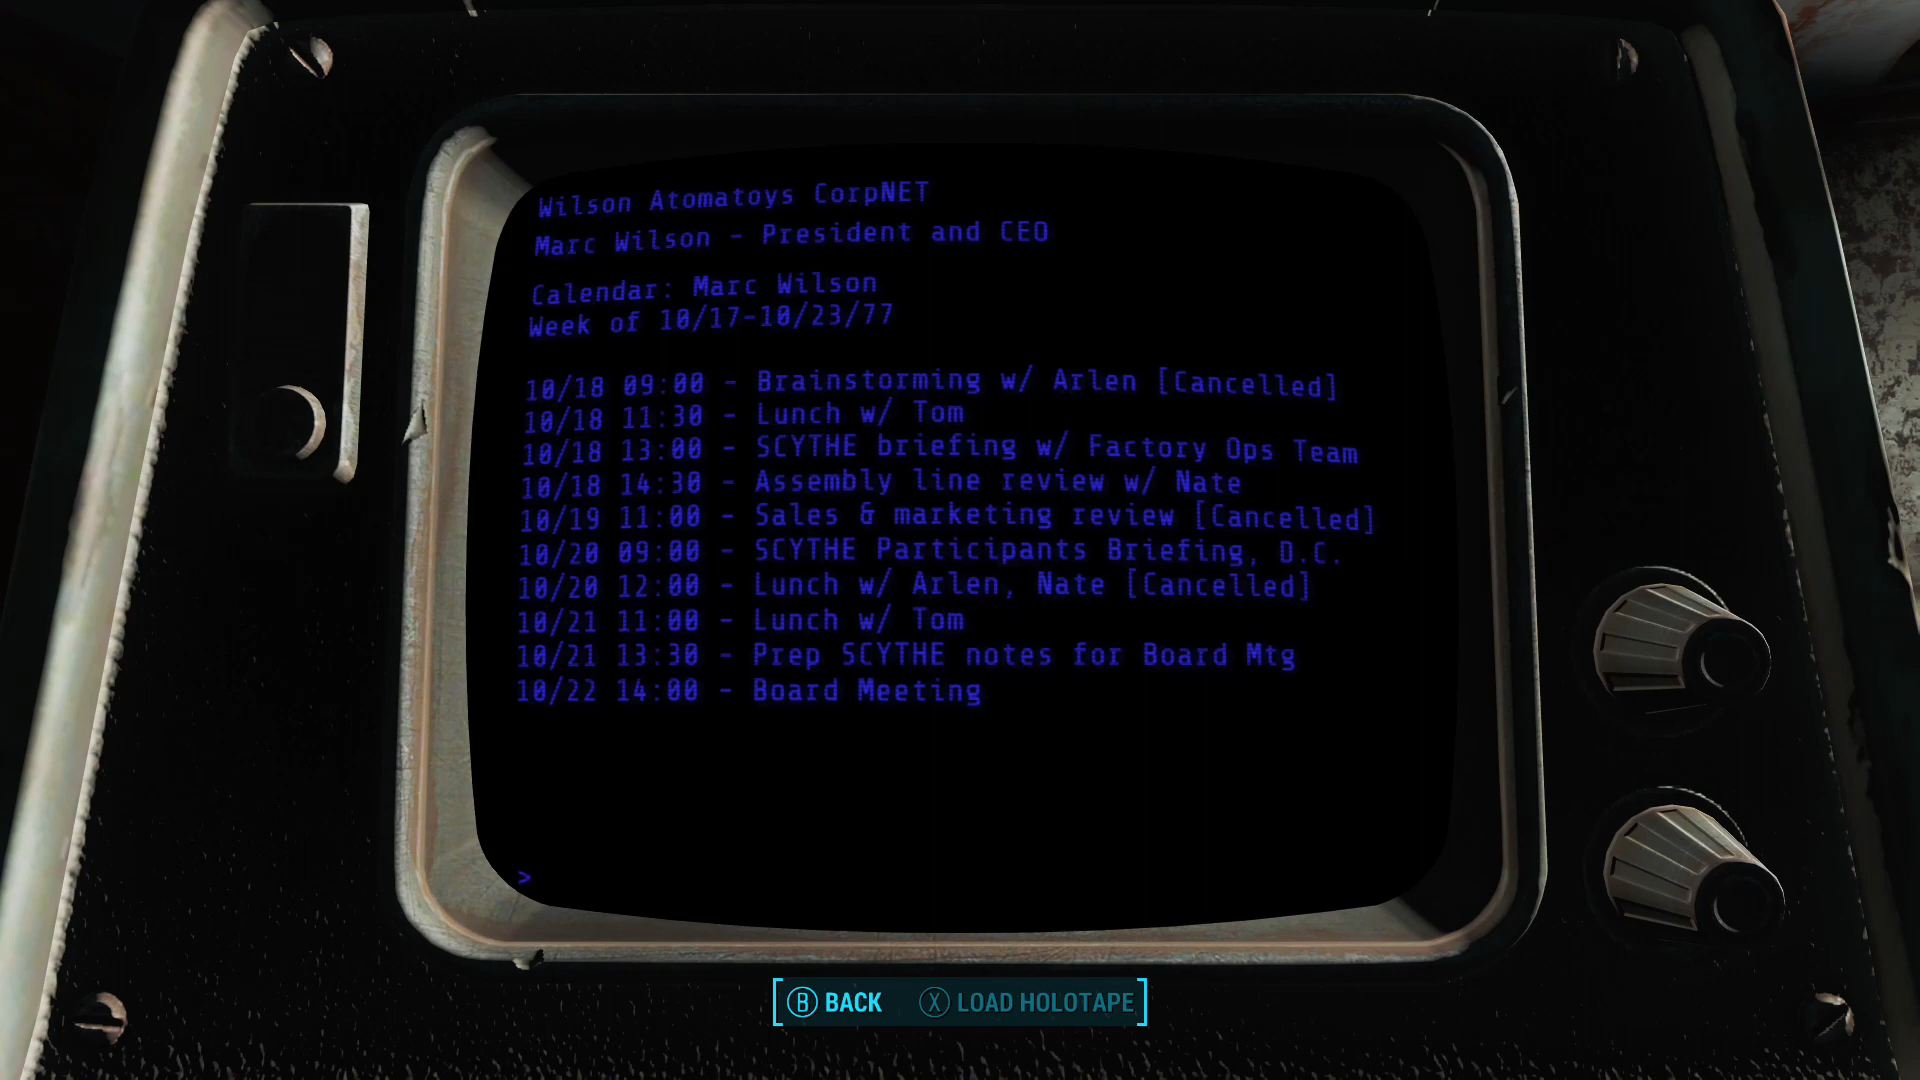 Wilson Atomatoys CorpNET
Marc Wilson - President and CEO
Calendar: Marc Wilson
Week of 10/17-10/23/77
10/18 09:00 - Brainstorming w/ Arlen [Cancelled]
10/18 11:30 - Lunch w/ Tom
10/18 13:00 - SCYTHE briefing w/ Factory Ops Team
10/18 14:30 - Assembly line review w/ Nate
10/19 11:00 - Sales & marketing review [Cancelled]
10/20 09:00 - SCYTHE Participants Briefing, D.C.
10/20 12:00 - Lunch w/ Arlen, Nate [Cancelled]
10/21 11:00 - Lunch w/ Tom
10/21 13:30 - Prep SCYTHE notes for Board Mtg
10/22 14:00 - Board Meeting
>
B BACK X LOAD HOLOTAPE